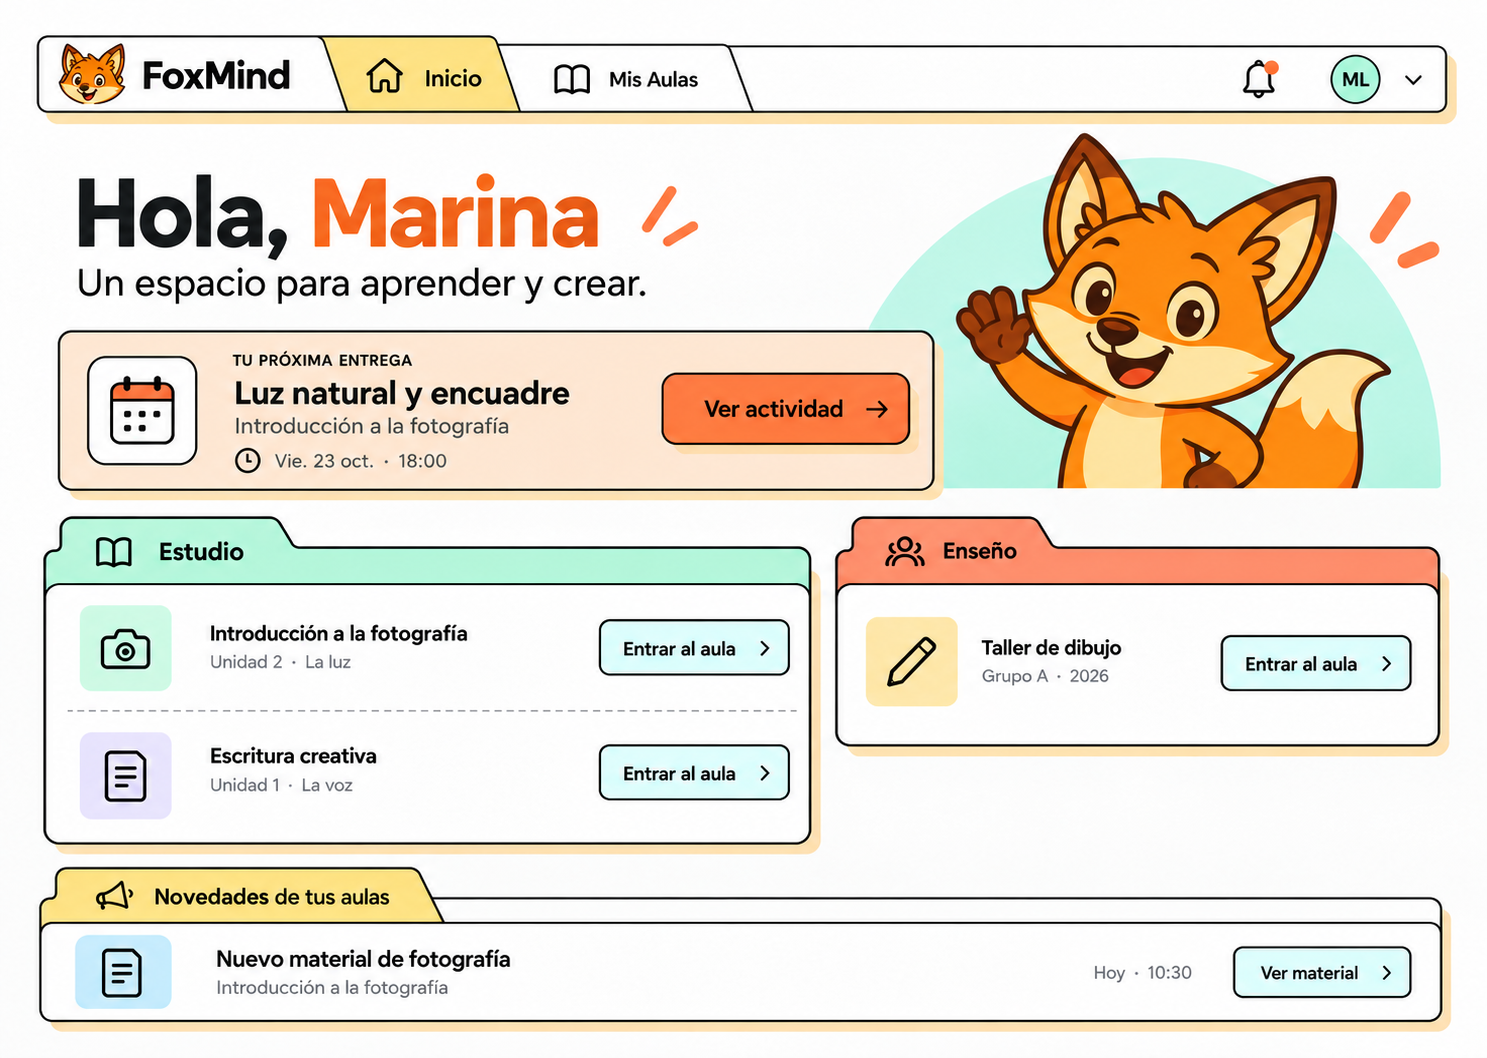 FoxMind
Inicio
Mis Aulas
ML
Hola, Marina
Un espacio para aprender y crear.
TU PRÓXIMA ENTREGA
Luz natural y encuadre
Introducción a la fotografía
Vie. 23 oct. · 18:00
Ver actividad
Estudio
Introducción a la fotografía
Unidad 2 · La luz
Entrar al aula
Escritura creativa
Unidad 1 · La voz
Entrar al aula
Enseño
Taller de dibujo
Grupo A · 2026
Entrar al aula
Novedades de tus aulas
Nuevo material de fotografía
Introducción a la fotografía
Hoy · 10:30
Ver material